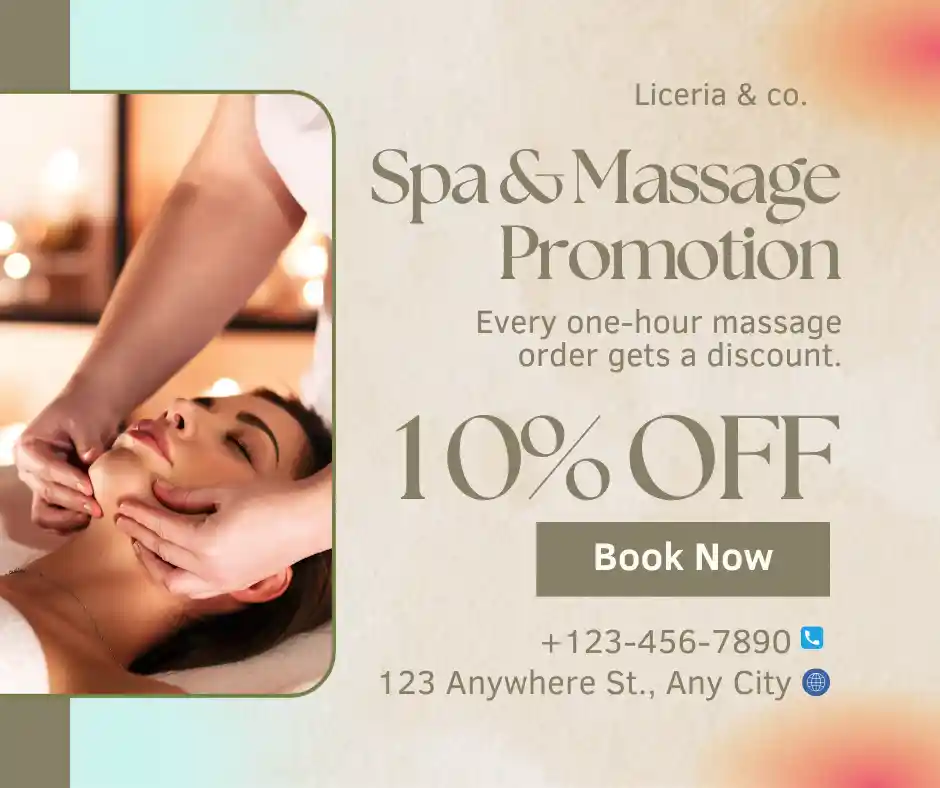 Liceria & co.
Spa & Massage
Promotion
Every one-hour massage
order gets a discount.
10% OFF
Book Now
+123-456-7890
123 Anywhere St., Any City